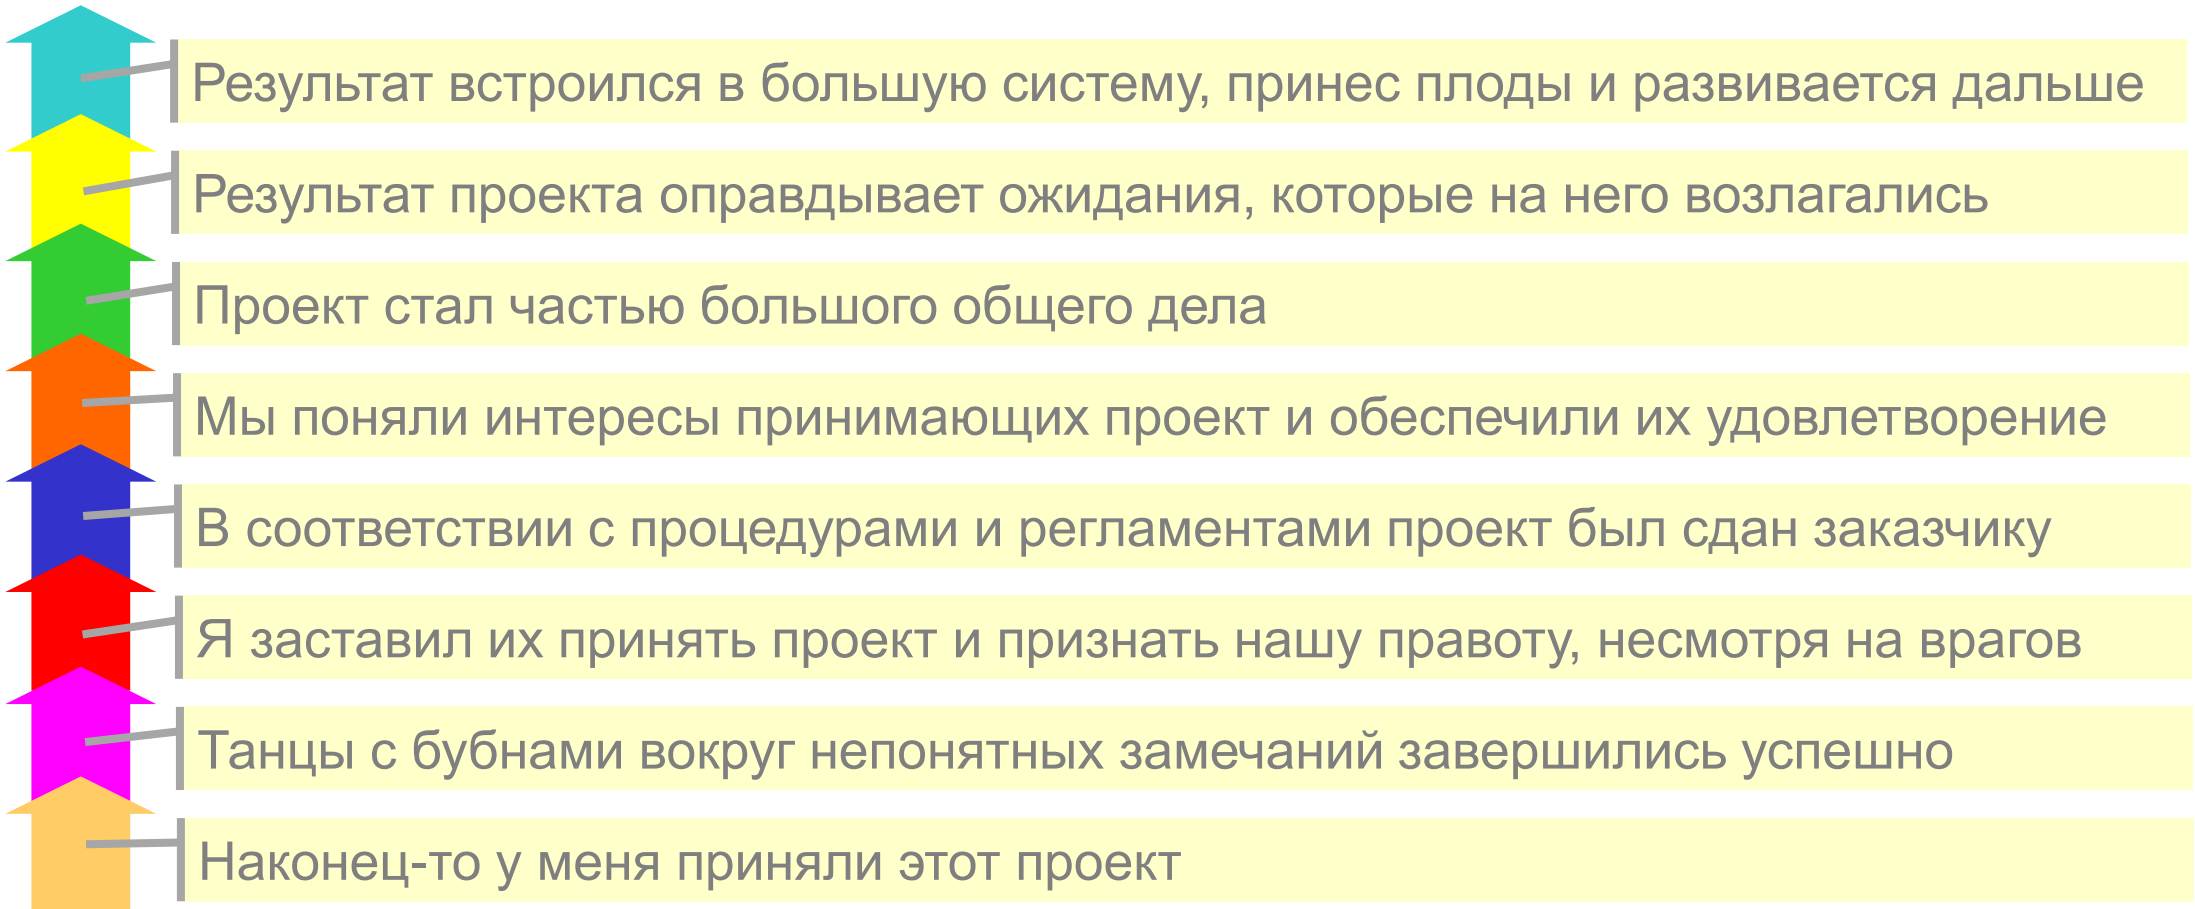 Результат встроился в большую систему, принес плоды и развивается дальше
Результат проекта оправдывает ожидания, которые на него возлагались
Проект стал частью большого общего дела
Мы поняли интересы принимающих проект и обеспечили их удовлетворение
В соответствии с процедурами и регламентами проект был сдан заказчику
Я заставил их принять проект и признать нашу правоту, несмотря на врагов
Танцы с бубнами вокруг непонятных замечаний завершились успешно
Наконец-то у меня приняли этот проект